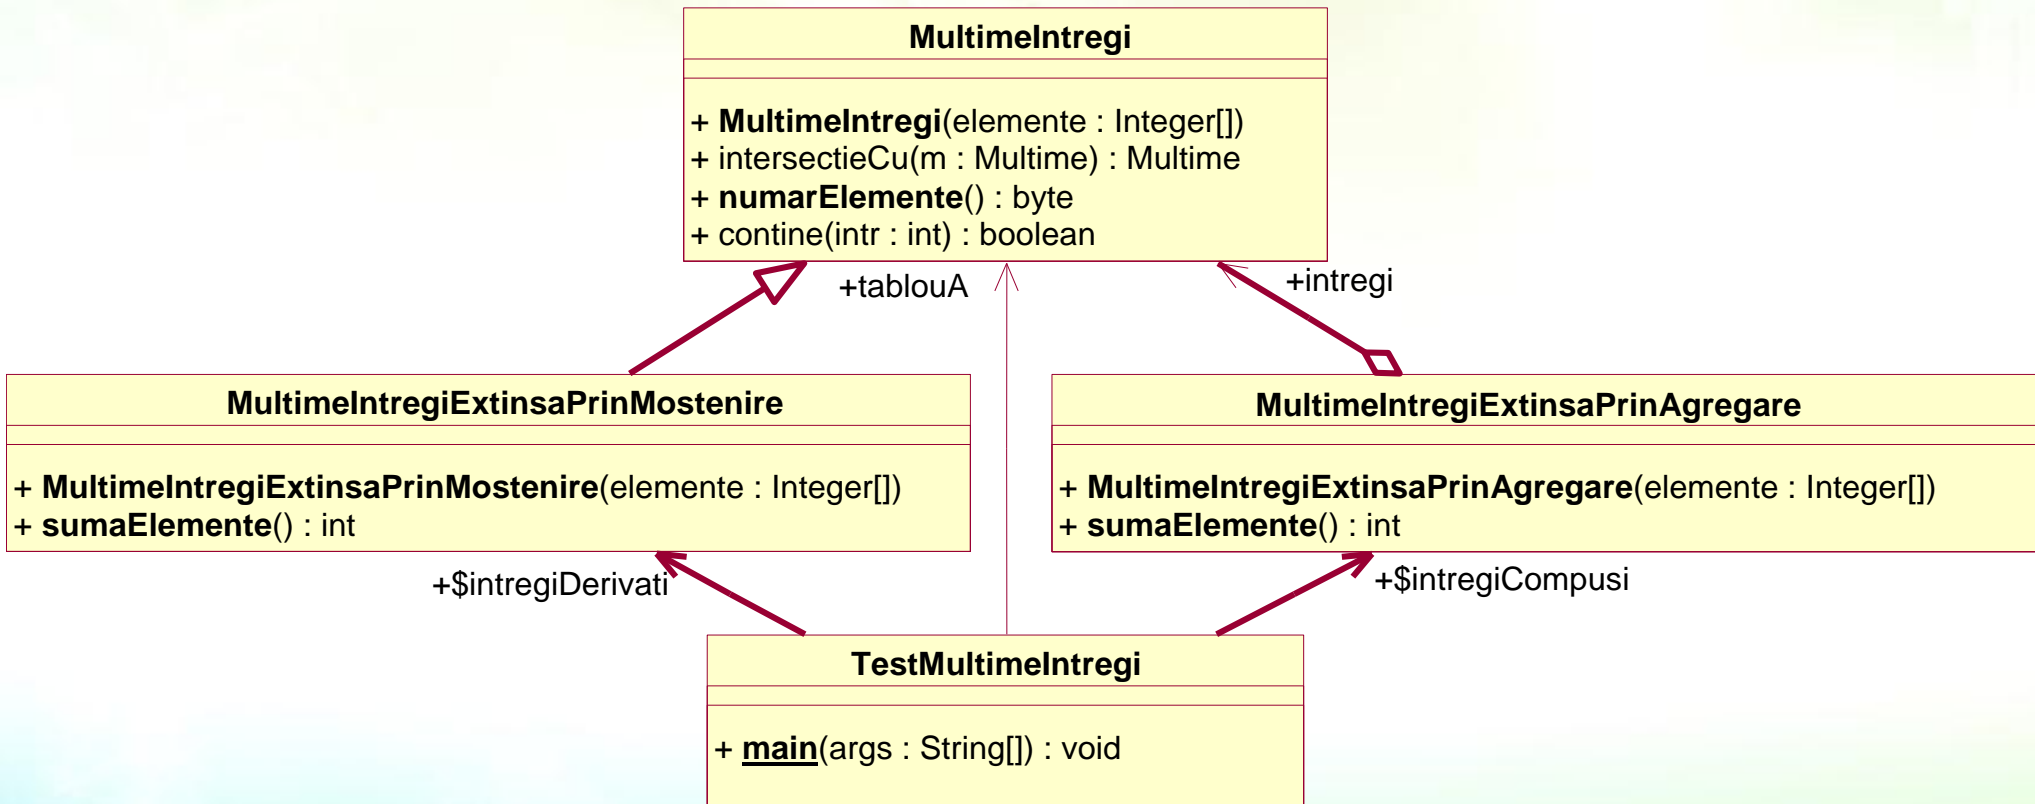 MultimeIntregi
+ MultimeIntregi(elemente : Integer[])
+ intersectieCu(m : Multime) : Multime
+ numarElemente() : byte
+ contine(intr : int) : boolean
+tablouA
+intregi
MultimeIntregiExtinsaPrinMostenire
+ MultimeIntregiExtinsaPrinMostenire(elemente : Integer[])
+ sumaElemente() : int
MultimeIntregiExtinsaPrinAgregare
+ MultimeIntregiExtinsaPrinAgregare(elemente : Integer[])
+ sumaElemente() : int
+$intregiDerivati
+$intregiCompusi
TestMultimeIntregi
+ main(args : String[]) : void